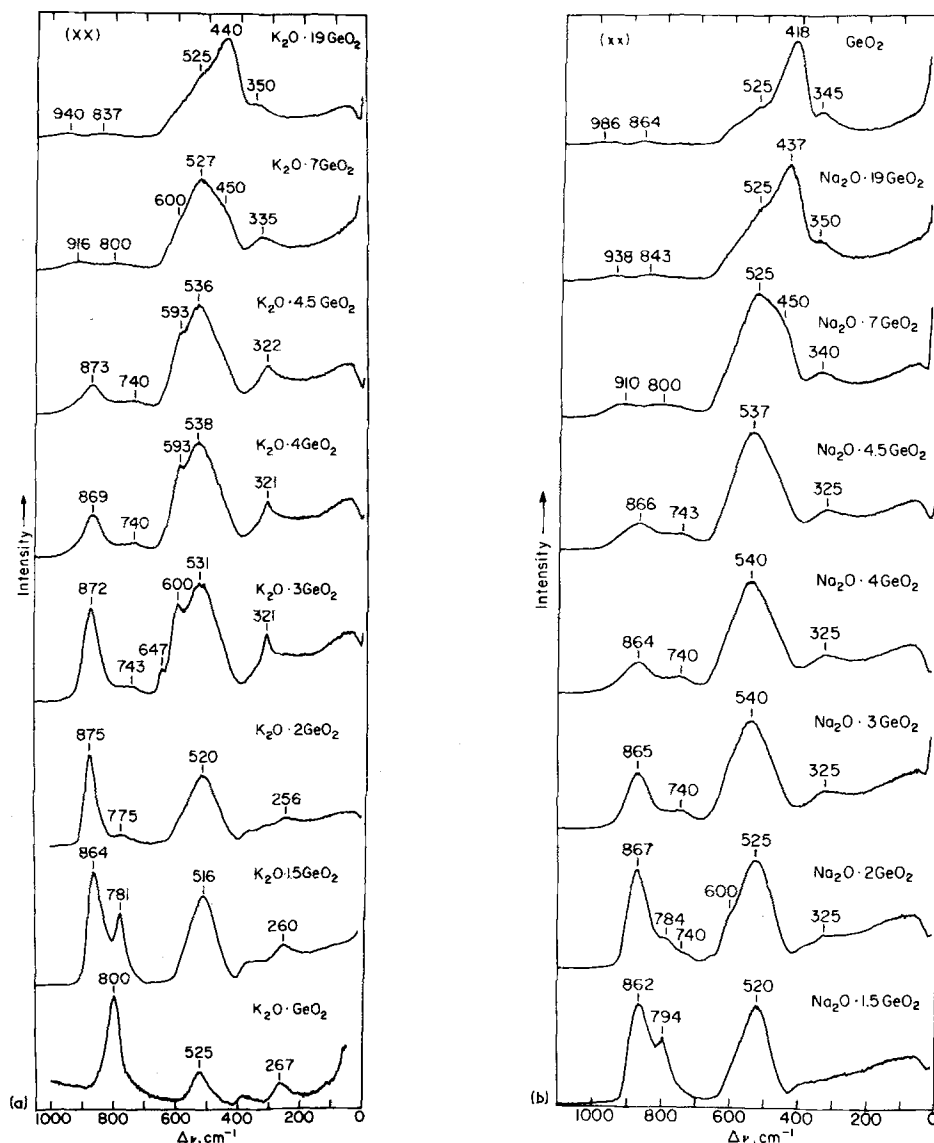 (xx)
440
K₂O·19GeO₂
525
350
940 837
527
K₂O·7GeO₂
600
450
335
916 800
536
K₂O·4.5GeO₂
593
322
873
740
538
K₂O·4GeO₂
593
321
869
740
531
K₂O·3GeO₂
600
872
321
647
743
875
K₂O·2GeO₂
520
775
256
864
K₂O·1.5GeO₂
781
516
260
800
K₂O·GeO₂
525
267
(a)
1000 800 600 400 200 0
Δν, cm⁻¹
Intensity →
(xx)
418
GeO₂
525
345
986 864
437
Na₂O·19GeO₂
525
350
938 843
525
450
Na₂O·7GeO₂
340
910 800
537
Na₂O·4.5GeO₂
866
743
325
540
Na₂O·4GeO₂
864
740
325
540
Na₂O·3GeO₂
865
740
325
867
525
Na₂O·2GeO₂
600
784
740
325
862
520
Na₂O·1.5GeO₂
794
(b)
1000 800 600 400 200 0
Δν, cm⁻¹
Intensity →